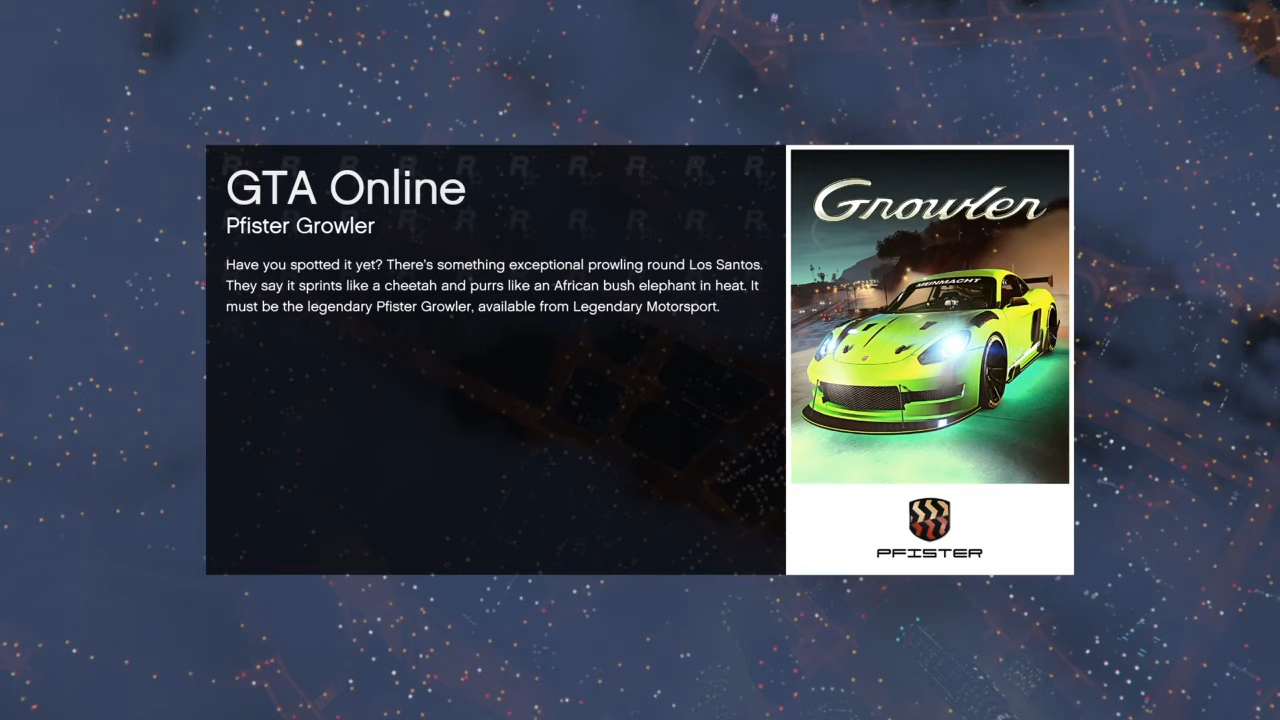 GTA Online
Pfister Growler
Have you spotted it yet? There's something exceptional prowling round Los Santos.
They say it sprints like a cheetah and purrs like an African bush elephant in heat. It
must be the legendary Pfister Growler, available from Legendary Motorsport.
Growler
MEINMACHT
PFISTER